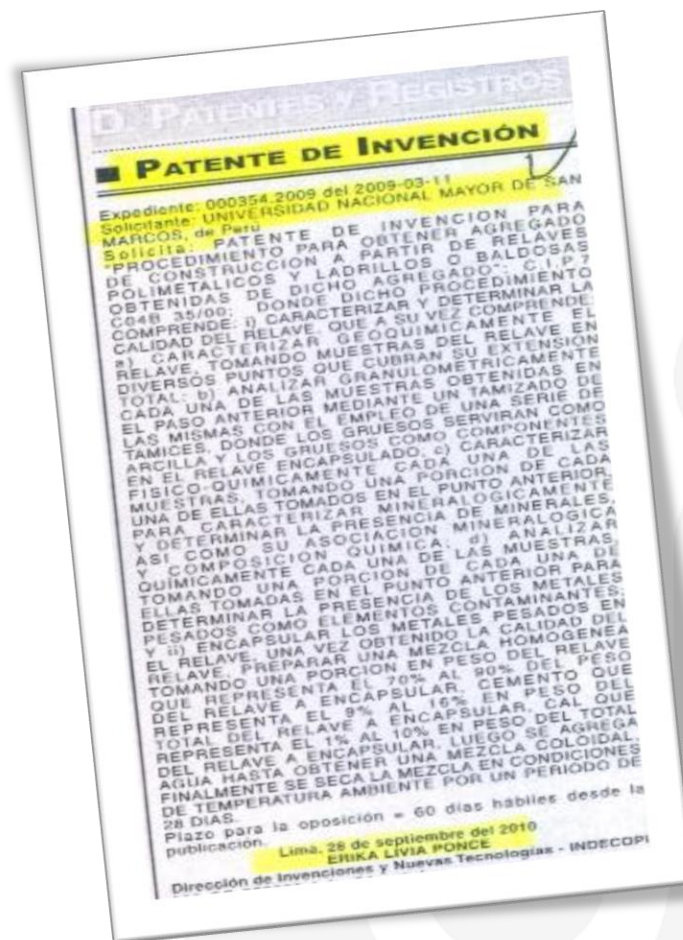 D. PATENTES Y REGISTROS
■ PATENTE DE INVENCIÓN
1
Expediente: 000354.2009 del 2009-03-11
Solicitante: UNIVERSIDAD NACIONAL MAYOR DE SAN
MARCOS, de Perú
Solicita: PATENTE DE INVENCION PARA
"PROCEDIMIENTO PARA OBTENER AGREGADO
DE CONSTRUCCION A PARTIR DE RELAVES
POLIMETALICOS Y LADRILLOS O BALDOSAS
OBTENIDAS DE DICHO AGREGADO"; C.I.P.7
C04B 35/00; DONDE DICHO PROCEDIMIENTO
COMPRENDE: i) CARACTERIZAR Y DETERMINAR LA
CALIDAD DEL RELAVE, QUE A SU VEZ COMPRENDE:
a) CARACTERIZAR GEOQUIMICAMENTE EL
RELAVE, TOMANDO MUESTRAS DEL RELAVE EN
DIVERSOS PUNTOS QUE CUBRAN SU EXTENSIÓN
TOTAL; b) ANALIZAR GRANULOMETRICAMENTE
CADA UNA DE LAS MUESTRAS OBTENIDAS EN
EL PASO ANTERIOR MEDIANTE UN TAMIZADO DE
LAS MISMAS CON EL EMPLEO DE UNA SERIE DE
TAMICES, DONDE LOS GRUESOS SERVIRAN COMO
ARCILLA Y LOS GRUESOS COMO COMPONENTES
EN EL RELAVE ENCAPSULADO, c) CARACTERIZAR
FISICO-QUIMICAMENTE CADA UNA DE LAS
MUESTRAS, TOMANDO UNA PORCION DE CADA
UNA DE ELLAS TOMADOS EN EL PUNTO ANTERIOR,
PARA CARACTERIZAR MINERALOGICAMENTE
Y DETERMINAR LA PRESENCIA DE MINERALES,
ASI COMO SU ASOCIACION MINERALOGICA
Y COMPOSICION QUIMICA, d) ANALIZAR
QUÍMICAMENTE CADA UNA DE LAS MUESTRAS,
TOMANDO UNA PORCION DE CADA UNA DE
ELLAS TOMADAS EN EL PUNTO ANTERIOR PARA
DETERMINAR LA PRESENCIA DE LOS METALES
PESADOS COMO ELEMENTOS CONTAMINANTES;
Y ii) ENCAPSULAR LOS METALES PESADOS EN
EL RELAVE, UNA VEZ OBTENIDO LA CALIDAD DEL
RELAVE, PREPARAR UNA MEZCLA HOMOGENEA
TOMANDO UNA PORCION EN PESO DEL RELAVE
QUE REPRESENTA EL 70% AL 90% DEL PESO
DEL RELAVE A ENCAPSULAR, CEMENTO QUE
REPRESENTA EL 9% AL 16% EN PESO DEL
TOTAL DEL RELAVE A ENCAPSULAR, CAL QUE
REPRESENTA EL 1% AL 10% EN PESO DEL TOTAL
DEL RELAVE A ENCAPSULAR, LUEGO SE AGREGA
AGUA HASTA OBTENER UNA MEZCLA COLOIDAL,
FINALMENTE SE SECA LA MEZCLA EN CONDICIONES
DE TEMPERATURA AMBIENTE POR UN PERIODO DE
28 DIAS.
Plazo para la oposición = 60 días hábiles desde la
publicación.
Lima, 28 de septiembre del 2010
ERIKA LIVIA PONCE
Dirección de Invenciones y Nuevas Tecnologías - INDECOPI